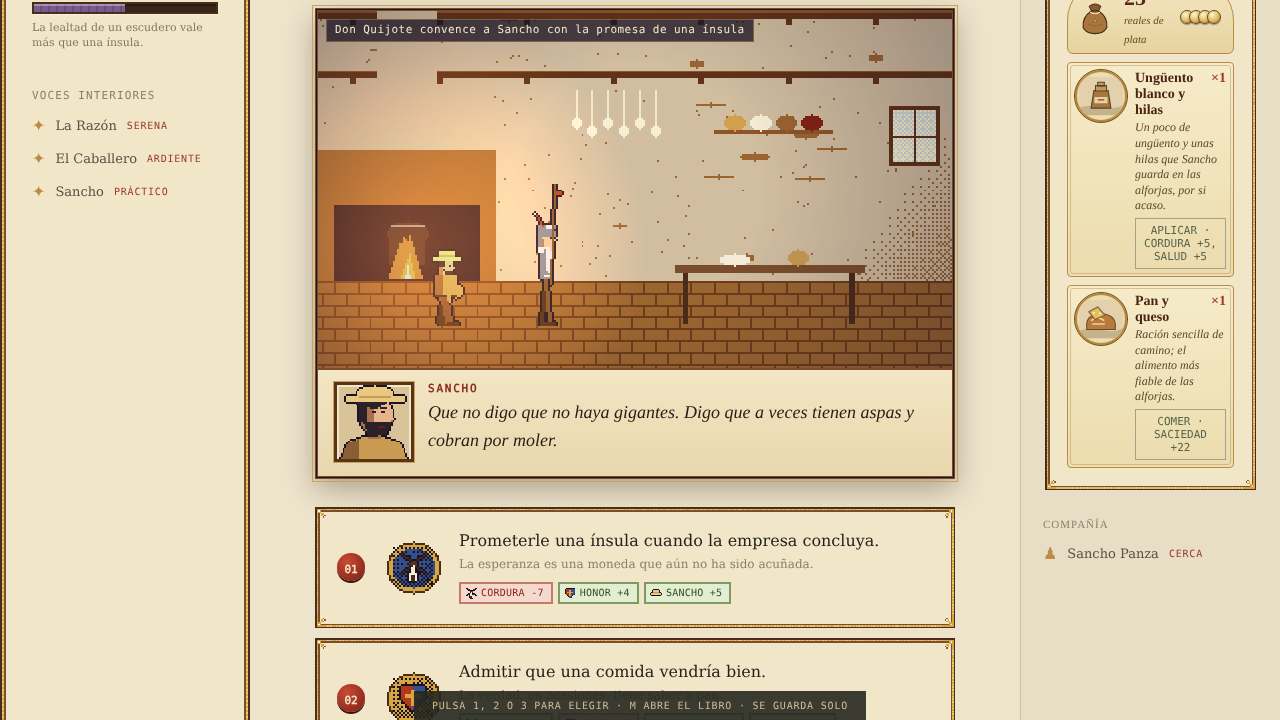 La lealtad de un escudero vale
más que una ínsula.
VOCES INTERIORES
La Razón SERENA
El Caballero ARDIENTE
Sancho PRÁCTICO
Don Quijote convence a Sancho con la promesa de una ínsula
SANCHO
Que no digo que no haya gigantes. Digo que a veces tienen aspas y
cobran por moler.
01
Prometerle una ínsula cuando la empresa concluya.
La esperanza es una moneda que aún no ha sido acuñada.
CORDURA -7 HONOR +4 SANCHO +5
02
Admitir que una comida vendría bien.
PULSA 1, 2 O 3 PARA ELEGIR · M ABRE EL LIBRO · SE GUARDA SOLO
reales de
plata
Ungüento ×1
blanco y
hilas
Un poco de
ungüento y unas
hilas que Sancho
guarda en las
alforjas, por si
acaso.
APLICAR ·
CORDURA +5,
SALUD +5
Pan y ×1
queso
Ración sencilla de
camino; el
alimento más
fiable de las
alforjas.
COMER ·
SACIEDAD
+22
COMPAÑÍA
Sancho Panza CERCA